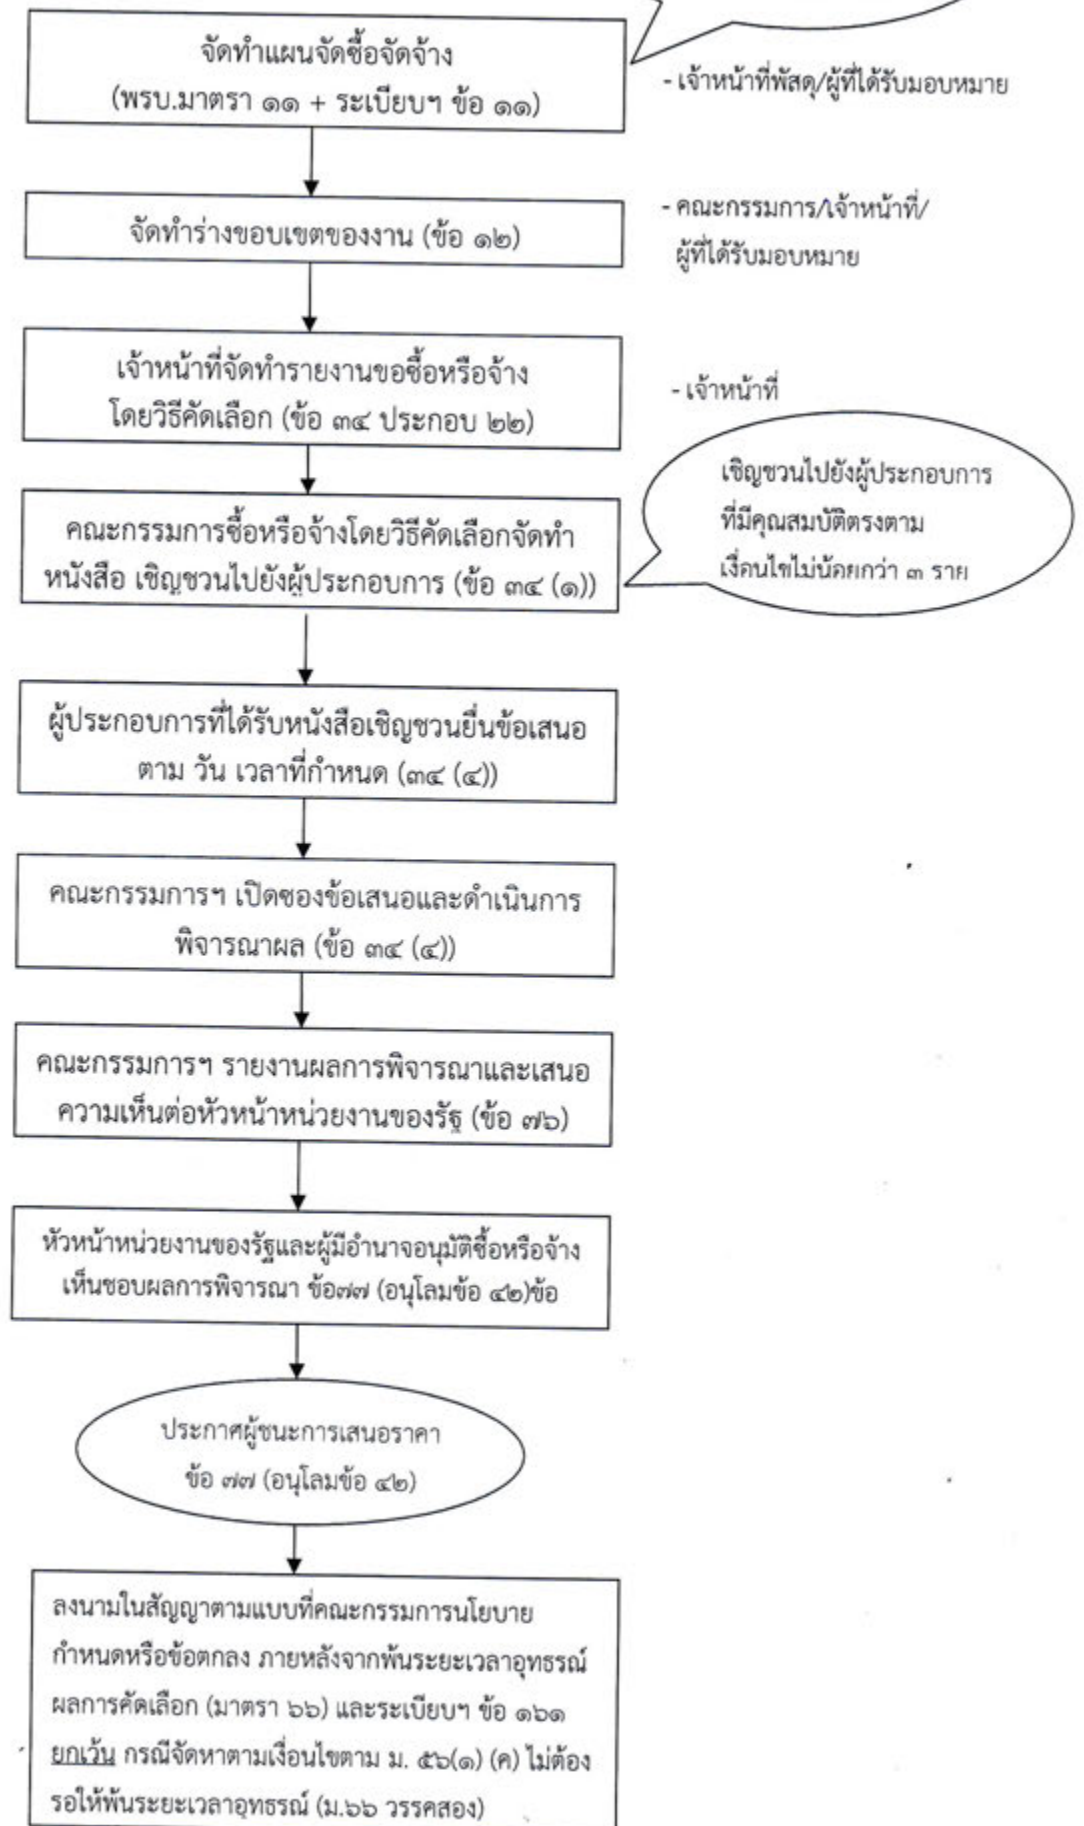 จัดทำแผนจัดซื้อจัดจ้าง
(พรบ.มาตรา ๑๑ + ระเบียบฯ ข้อ ๑๑)
- เจ้าหน้าที่พัสดุ/ผู้ที่ได้รับมอบหมาย
จัดทำร่างขอบเขตของงาน (ข้อ ๑๒)
- คณะกรรมการ/เจ้าหน้าที่/
ผู้ที่ได้รับมอบหมาย
เจ้าหน้าที่จัดทำรายงานขอซื้อหรือจ้าง
โดยวิธีคัดเลือก (ข้อ ๓๔ ประกอบ ๒๒)
- เจ้าหน้าที่
คณะกรรมการซื้อหรือจ้างโดยวิธีคัดเลือกจัดทำ
หนังสือ เชิญชวนไปยังผู้ประกอบการ (ข้อ ๓๔ (๑))
เชิญชวนไปยังผู้ประกอบการ
ที่มีคุณสมบัติตรงตาม
เงื่อนไขไม่น้อยกว่า ๓ ราย
ผู้ประกอบการที่ได้รับหนังสือเชิญชวนยื่นข้อเสนอ
ตาม วัน เวลาที่กำหนด (๓๔ (๔))
คณะกรรมการฯ เปิดซองข้อเสนอและดำเนินการ
พิจารณาผล (ข้อ ๓๔ (๔))
คณะกรรมการฯ รายงานผลการพิจารณาและเสนอ
ความเห็นต่อหัวหน้าหน่วยงานของรัฐ (ข้อ ๗๖)
หัวหน้าหน่วยงานของรัฐและผู้มีอำนาจอนุมัติซื้อหรือจ้าง
เห็นชอบผลการพิจารณา ข้อ๗๗ (อนุโลมข้อ ๔๒)ข้อ
ประกาศผู้ชนะการเสนอราคา
ข้อ ๗๗ (อนุโลมข้อ ๔๒)
ลงนามในสัญญาตามแบบที่คณะกรรมการนโยบาย
กำหนดหรือข้อตกลง ภายหลังจากพ้นระยะเวลาอุทธรณ์
ผลการคัดเลือก (มาตรา ๖๖) และระเบียบฯ ข้อ ๑๖๑
ยกเว้น กรณีจัดหาตามเงื่อนไขตาม ม. ๕๖(๑) (ค) ไม่ต้อง
รอให้พ้นระยะเวลาอุทธรณ์ (ม.๖๖ วรรคสอง)